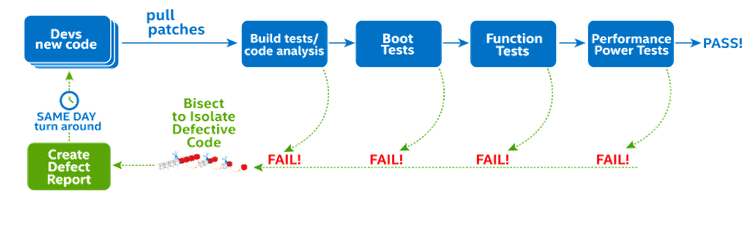 Devs
new code
pull
patches
Build tests/
code analysis
Boot
Tests
Function
Tests
Performance
Power Tests
PASS!
SAME DAY
turn around
Bisect
to Isolate
Defective
Code
FAIL!
FAIL!
FAIL!
FAIL!
Create
Defect
Report